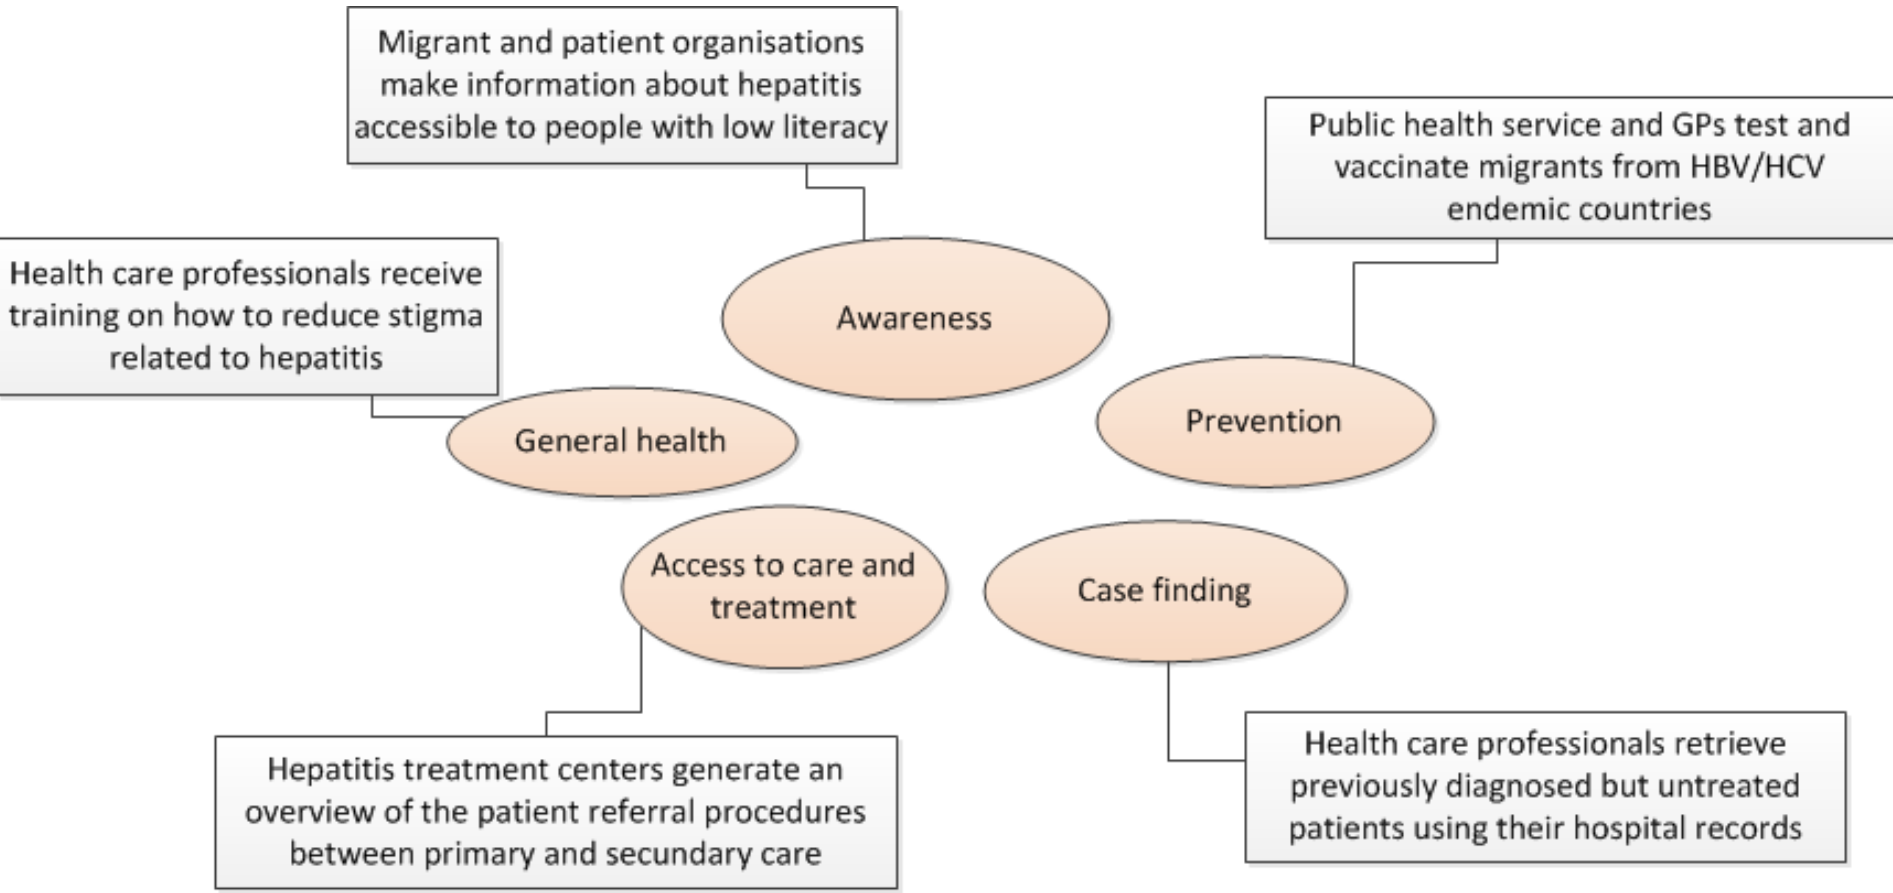 Migrant and patient organisations
make information about hepatitis
accessible to people with low literacy
Public health service and GPs test and
vaccinate migrants from HBV/HCV
endemic countries
Health care professionals receive
training on how to reduce stigma
related to hepatitis
Awareness
Prevention
General health
Access to care and
treatment
Case finding
Hepatitis treatment centers generate an
overview of the patient referral procedures
between primary and secundary care
Health care professionals retrieve
previously diagnosed but untreated
patients using their hospital records